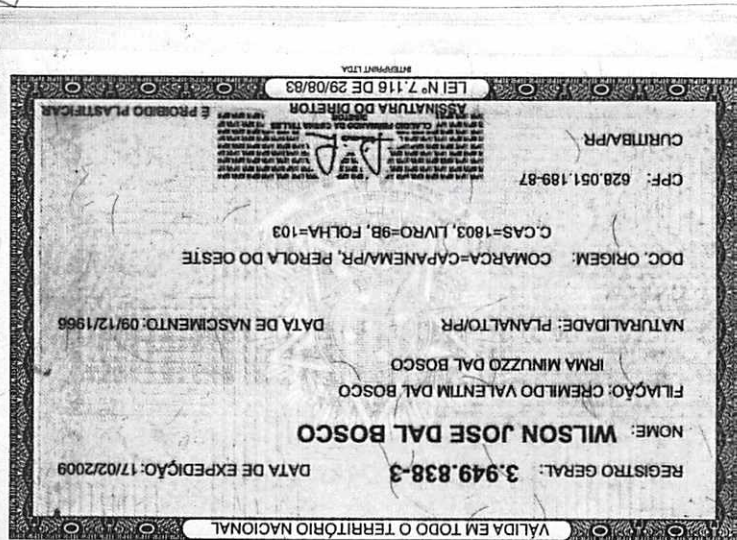 VÁLIDA EM TODO O TERRITÓRIO NACIONAL
REGISTRO GERAL: 3.949.838-3 DATA DE EXPEDIÇÃO: 17/02/2009
NOME: WILSON JOSE DAL BOSCO
FILIAÇÃO: CREMILDO VALENTIM DAL BOSCO
IRMA MINUZZO DAL BOSCO
NATURALIDADE: PLANALTO/PR DATA DE NASCIMENTO: 09/12/1966
DOC. ORIGEM: COMARCA=CAPANEMA/PR, PEROLA DO OESTE
C.CAS=1803, LIVRO=9B, FOLHA=103
CPF: 628.051.189-87
CURITIBA/PR
ASSINATURA DO DIRETOR
É PROIBIDO PLASTIFICAR
LEI Nº 7.116 DE 29/08/83
INTERPRINT LTDA